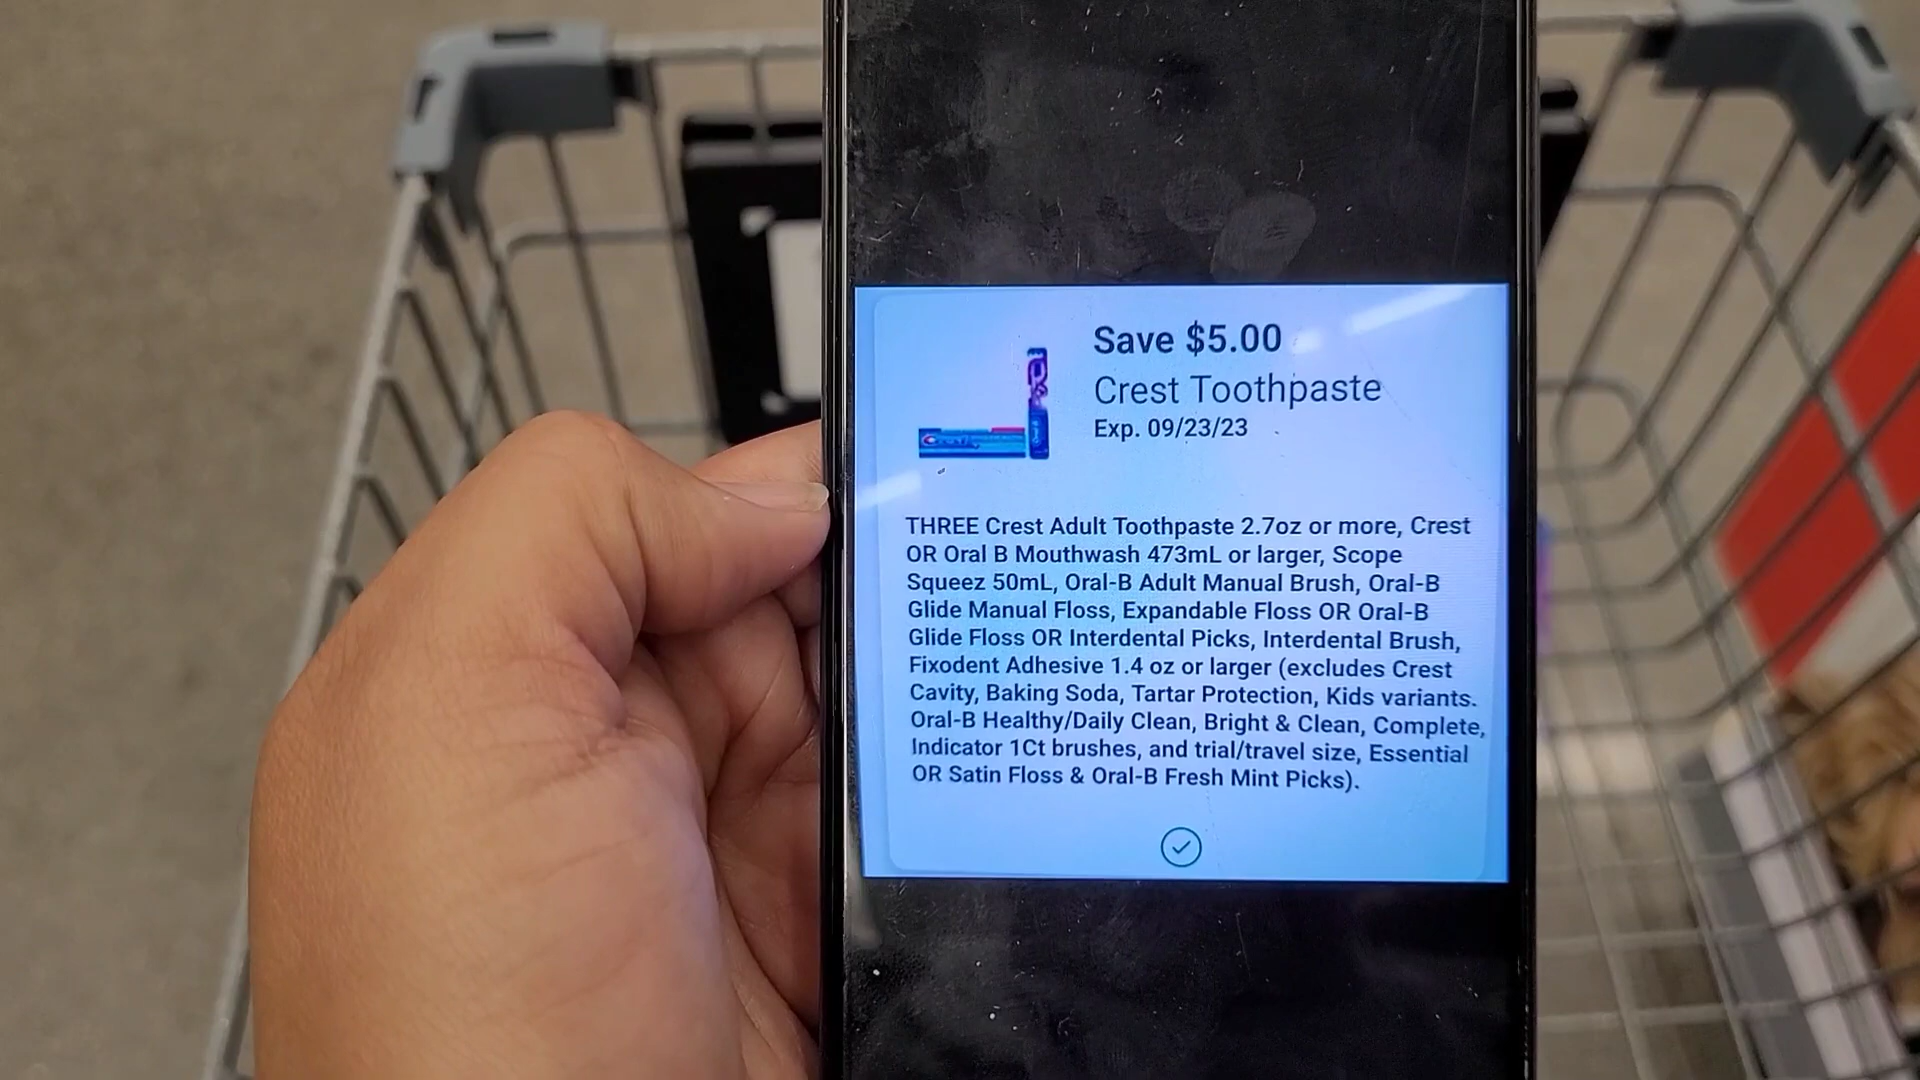 Save $5.00
Crest Toothpaste
Exp. 09/23/23
Crest
THREE Crest Adult Toothpaste 2.7oz or more, Crest
OR Oral B Mouthwash 473mL or larger, Scope
Squeez 50mL, Oral-B Adult Manual Brush, Oral-B
Glide Manual Floss, Expandable Floss OR Oral-B
Glide Floss OR Interdental Picks, Interdental Brush,
Fixodent Adhesive 1.4 oz or larger (excludes Crest
Cavity, Baking Soda, Tartar Protection, Kids variants.
Oral-B Healthy/Daily Clean, Bright & Clean, Complete,
Indicator 1Ct brushes, and trial/travel size, Essential
OR Satin Floss & Oral-B Fresh Mint Picks).